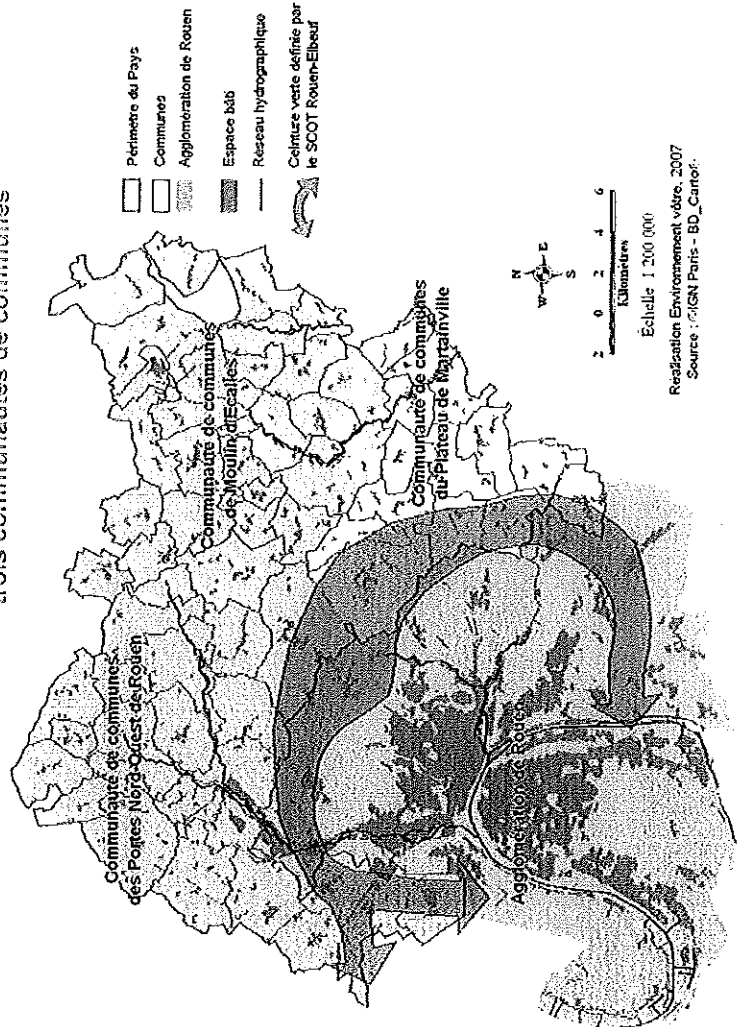 trois communautés de communes
Périmètre du Pays
Communes
Agglomération de Rouen
Espace bâti
Réseau hydrographique
Ceinture verte définie par
le SCOT Rouen-Elbeuf
Communauté de communes
des Portes Nord-Ouest de Rouen
Communauté de communes
de Moulin d'Ecalles
Communauté de communes
du Plateau de Martainville
Agglomération de Rouen
N
W E
S
2 0 2 4 6
Kilomètres
Échelle 1 200 000
Réalisation Environnement vôtre, 2007
Source : ©IGN Paris - BD_Carto®